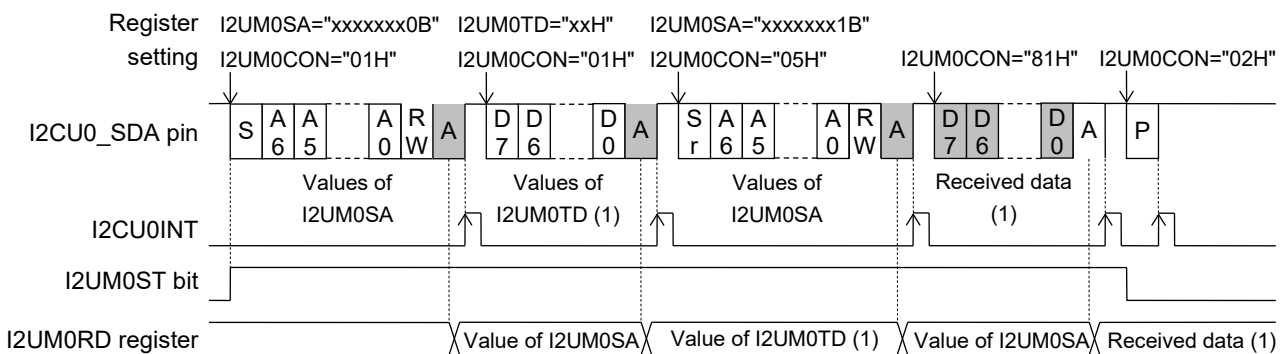 Register I2UM0SA="xxxxxxx0B" I2UM0TD="xxH" I2UM0SA="xxxxxxx1B"
setting I2UM0CON="01H" I2UM0CON="01H" I2UM0CON="05H" I2UM0CON="81H" I2UM0CON="02H"
I2CU0_SDA pin S A6 A5 A0 RW A D7 D6 D0 A Sr A6 A5 A0 RW A D7 D6 D0 A P
Values of Values of Values of Received data
I2UM0SA I2UM0TD (1) I2UM0SA (1)
I2CU0INT
I2UM0ST bit
I2UM0RD register Value of I2UM0SA Value of I2UM0TD (1) Value of I2UM0SA Received data (1)